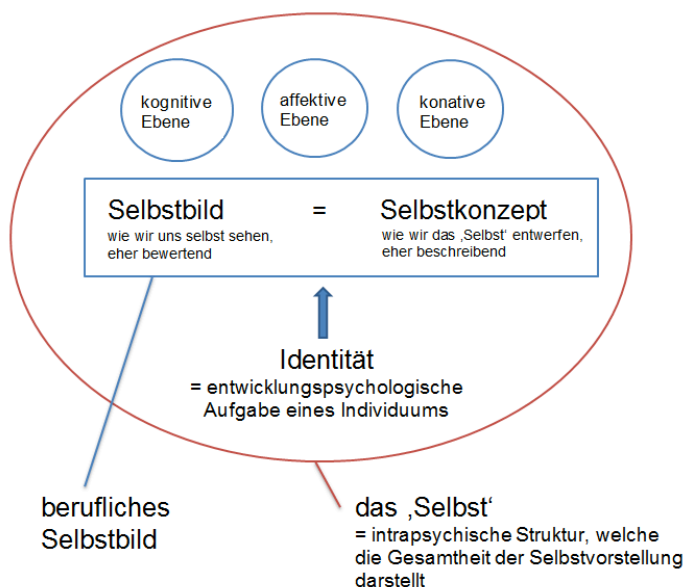 kognitive
Ebene
affektive
Ebene
konative
Ebene
Selbstbild = Selbstkonzept
wie wir uns selbst sehen,
eher bewertend
wie wir das ‚Selbst' entwerfen,
eher beschreibend
Identität
= entwicklungspsychologische
Aufgabe eines Individuums
berufliches
Selbstbild
das ‚Selbst'
= intrapsychische Struktur, welche
die Gesamtheit der Selbstvorstellung
darstellt